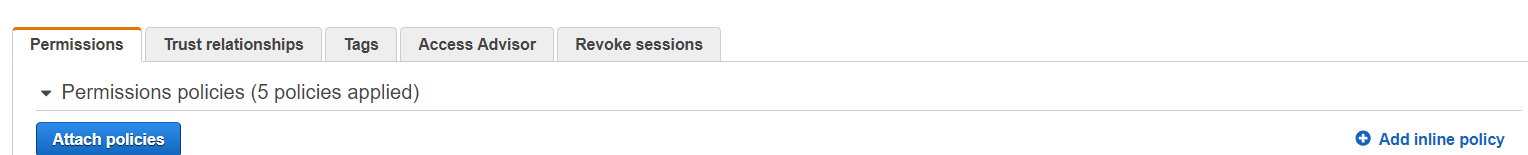 Permissions Trust relationships Tags Access Advisor Revoke sessions
Permissions policies (5 policies applied)
Attach policies Add inline policy